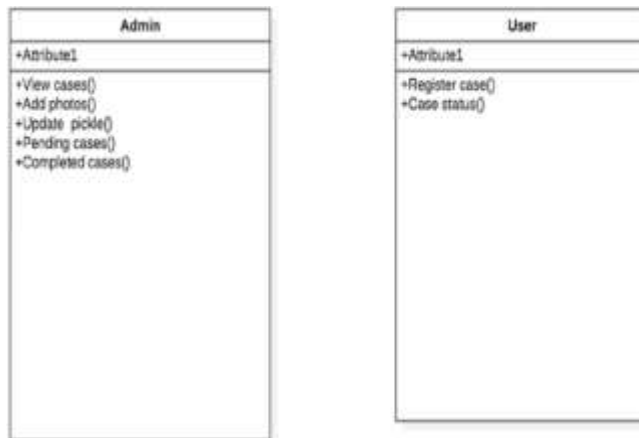 Admin
+Attribute1
+View cases()
+Add photos()
+Update pickle()
+Pending cases()
+Completed cases()
User
+Attribute1
+Register case()
+Case status()